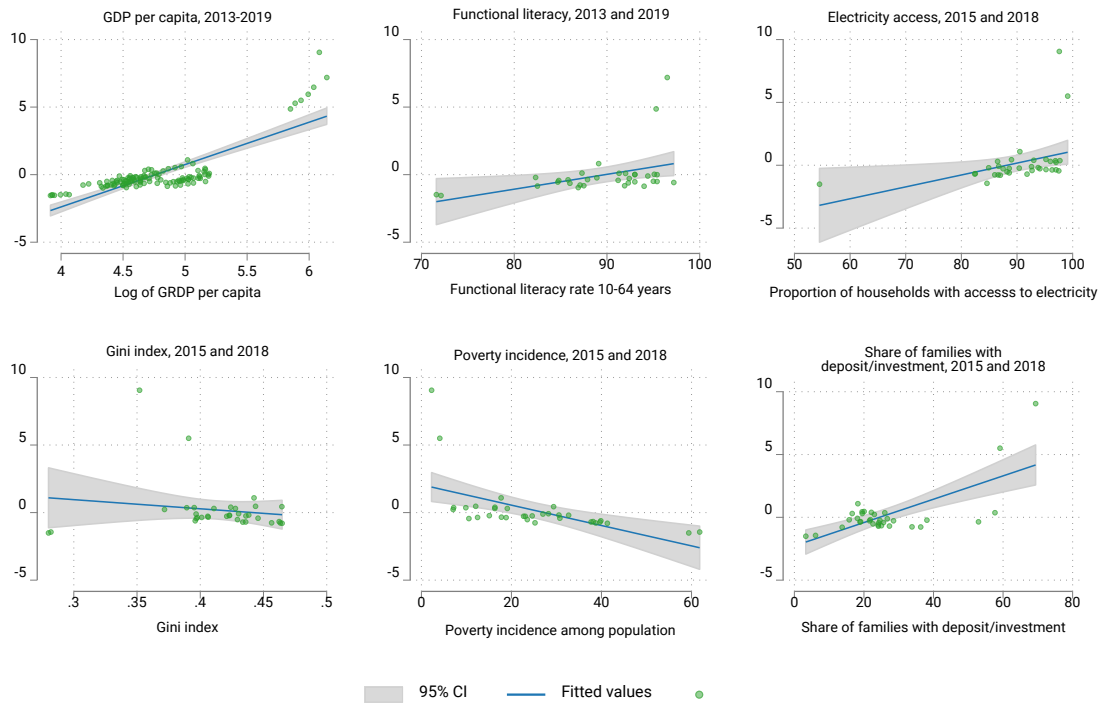 GDP per capita, 2013-2019
10
5
0
-5
4 4.5 5 5.5 6
Log of GRDP per capita
Functional literacy, 2013 and 2019
10
5
0
-5
70 80 90 100
Functional literacy rate 10-64 years
Electricity access, 2015 and 2018
10
5
0
-5
50 60 70 80 90 100
Proportion of households with accesss to electricity
Gini index, 2015 and 2018
10
5
0
-5
.3 .35 .4 .45 .5
Gini index
Poverty incidence, 2015 and 2018
10
5
0
-5
0 20 40 60
Poverty incidence among population
Share of families with
deposit/investment, 2015 and 2018
10
5
0
-5
0 20 40 60 80
Share of families with deposit/investment
95% CI Fitted values